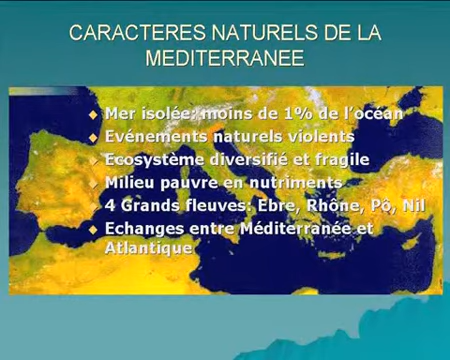 CARACTERES NATURELS DE LA
MEDITERRANEE
Mer isolée: moins de 1% de l'océan
Evénements naturels violents
Ecosystème diversifié et fragile
Milieu pauvre en nutriments
4 Grands fleuves: Ebre, Rhône, Pô, Nil
Echanges entre Méditerranée et
Atlantique